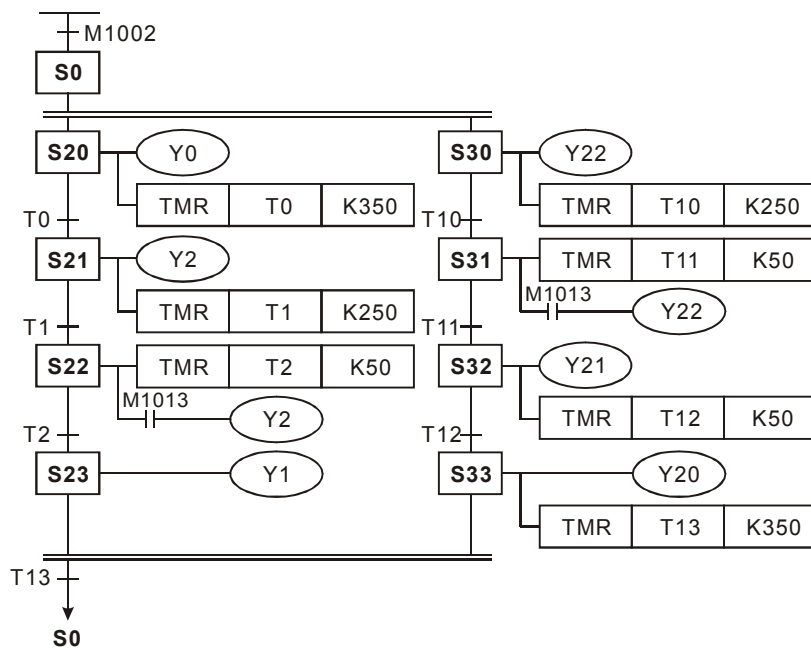 M1002
S0
S20 Y0 S30 Y22
TMR T0 K350 TMR T10 K250
T0 T10
S21 Y2 S31 TMR T11 K50
M1013
TMR T1 K250 Y22
T1 T11
S22 TMR T2 K50 S32 Y21
M1013
Y2 TMR T12 K50
T2 T12
S23 Y1 S33 Y20
TMR T13 K350
T13
S0